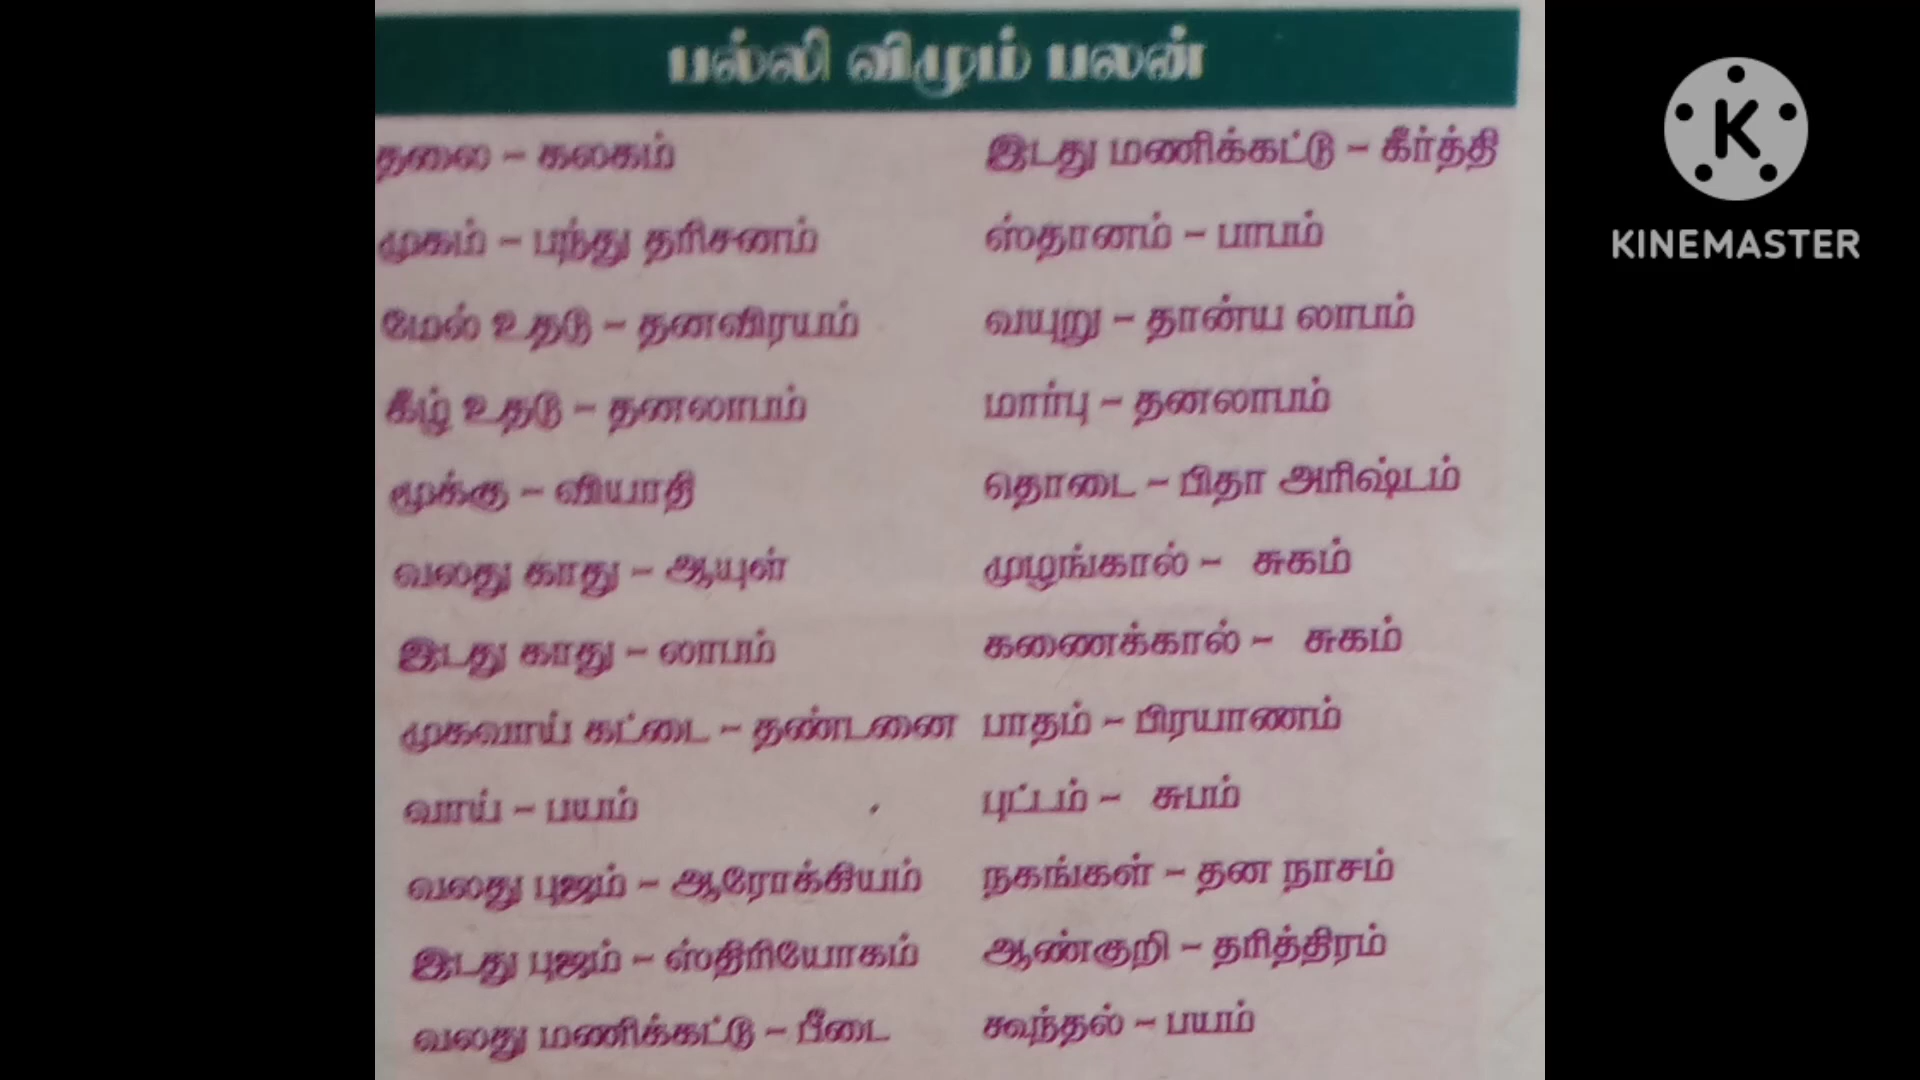 பல்லி விழும் பலன்
தலை – கலகம்
முகம் – பந்து தரிசனம்
மேல் உதடு – தனவிரயம்
கீழ் உதடு – தனலாபம்
மூக்கு – வியாதி
வலது காது – ஆயுள்
இடது காது – லாபம்
முகவாய் கட்டை – தண்டனை
வாய் – பயம்
வலது புஜம் – ஆரோக்கியம்
இடது புஜம் – ஸ்திரியோகம்
வலது மணிக்கட்டு – பீடை
இடது மணிக்கட்டு – கீர்த்தி
ஸ்தானம் – பாபம்
வயுறு – தான்ய லாபம்
மார்பு – தனலாபம்
தொடை – பிதா அரிஷ்டம்
முழங்கால் – சுகம்
கணைக்கால் – சுகம்
பாதம் – பிரயாணம்
புட்டம் – சுபம்
நகங்கள் – தன நாசம்
ஆண்குறி – தரித்திரம்
கூந்தல் – பயம்
K
KINEMASTER